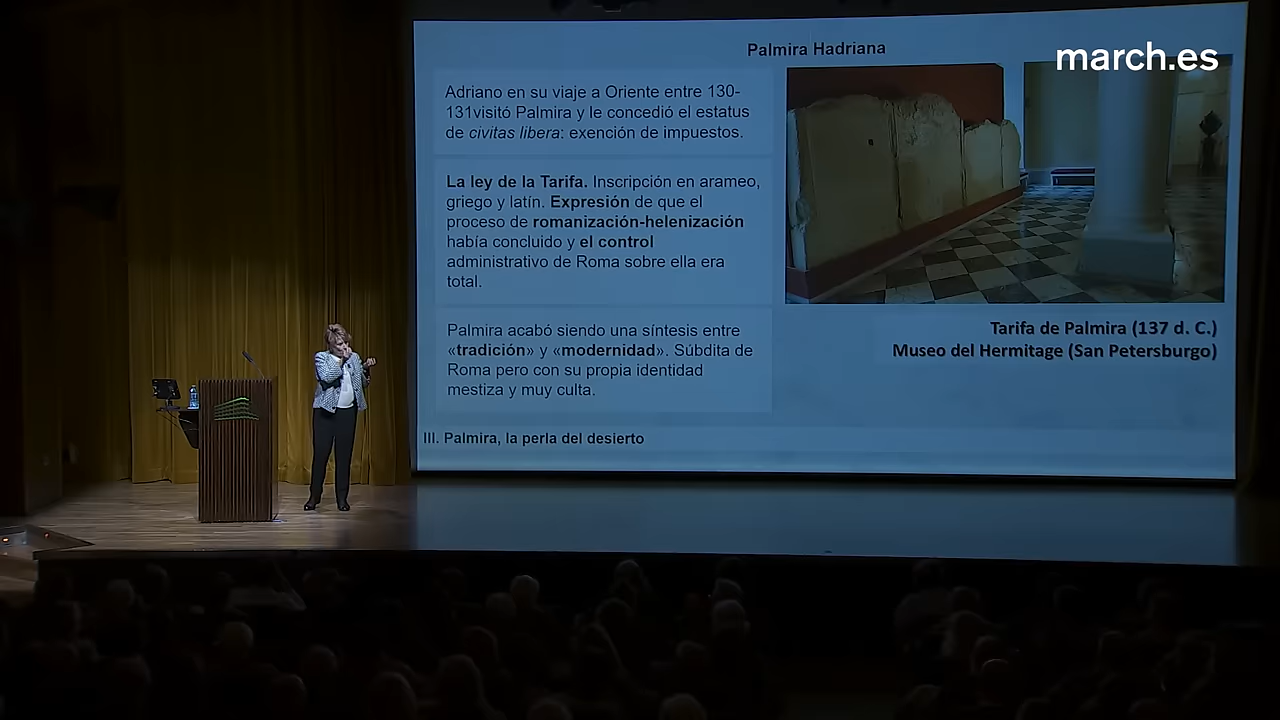 Palmira Hadriana
march.es
Adriano en su viaje a Oriente entre 130-
131visitó Palmira y le concedió el estatus
de civitas libera: exención de impuestos.
La ley de la Tarifa. Inscripción en arameo,
griego y latín. Expresión de que el
proceso de romanización-helenización
había concluido y el control
administrativo de Roma sobre ella era
total.
Palmira acabó siendo una síntesis entre
«tradición» y «modernidad». Súbdita de
Roma pero con su propia identidad
mestiza y muy culta.
Tarifa de Palmira (137 d. C.)
Museo del Hermitage (San Petersburgo)
III. Palmira, la perla del desierto